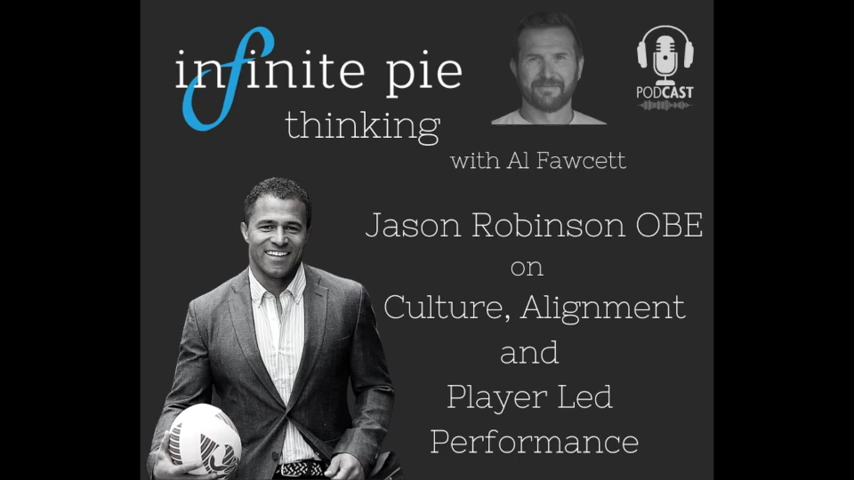 infinite pie
thinking
PODCAST
with Al Fawcett
Jason Robinson OBE
on
Culture, Alignment
and
Player Led
Performance